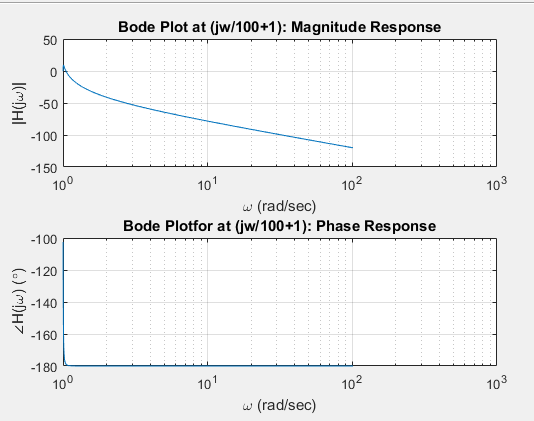 Bode Plot at (jw/100+1): Magnitude Response
50
0
-50
-100
-150
|H(jω)|
10⁰ 10¹ 10² 10³
ω (rad/sec)
Bode Plotfor at (jw/100+1): Phase Response
-100
-120
-140
-160
-180
∠H(jω) (°)
10⁰ 10¹ 10² 10³
ω (rad/sec)